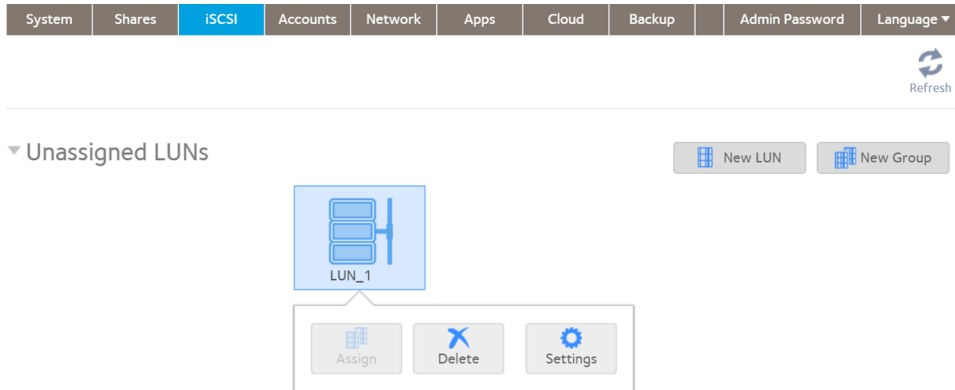 System Shares iSCSI Accounts Network Apps Cloud Backup Admin Password Language
Refresh
Unassigned LUNs New LUN New Group
LUN_1
Assign Delete Settings